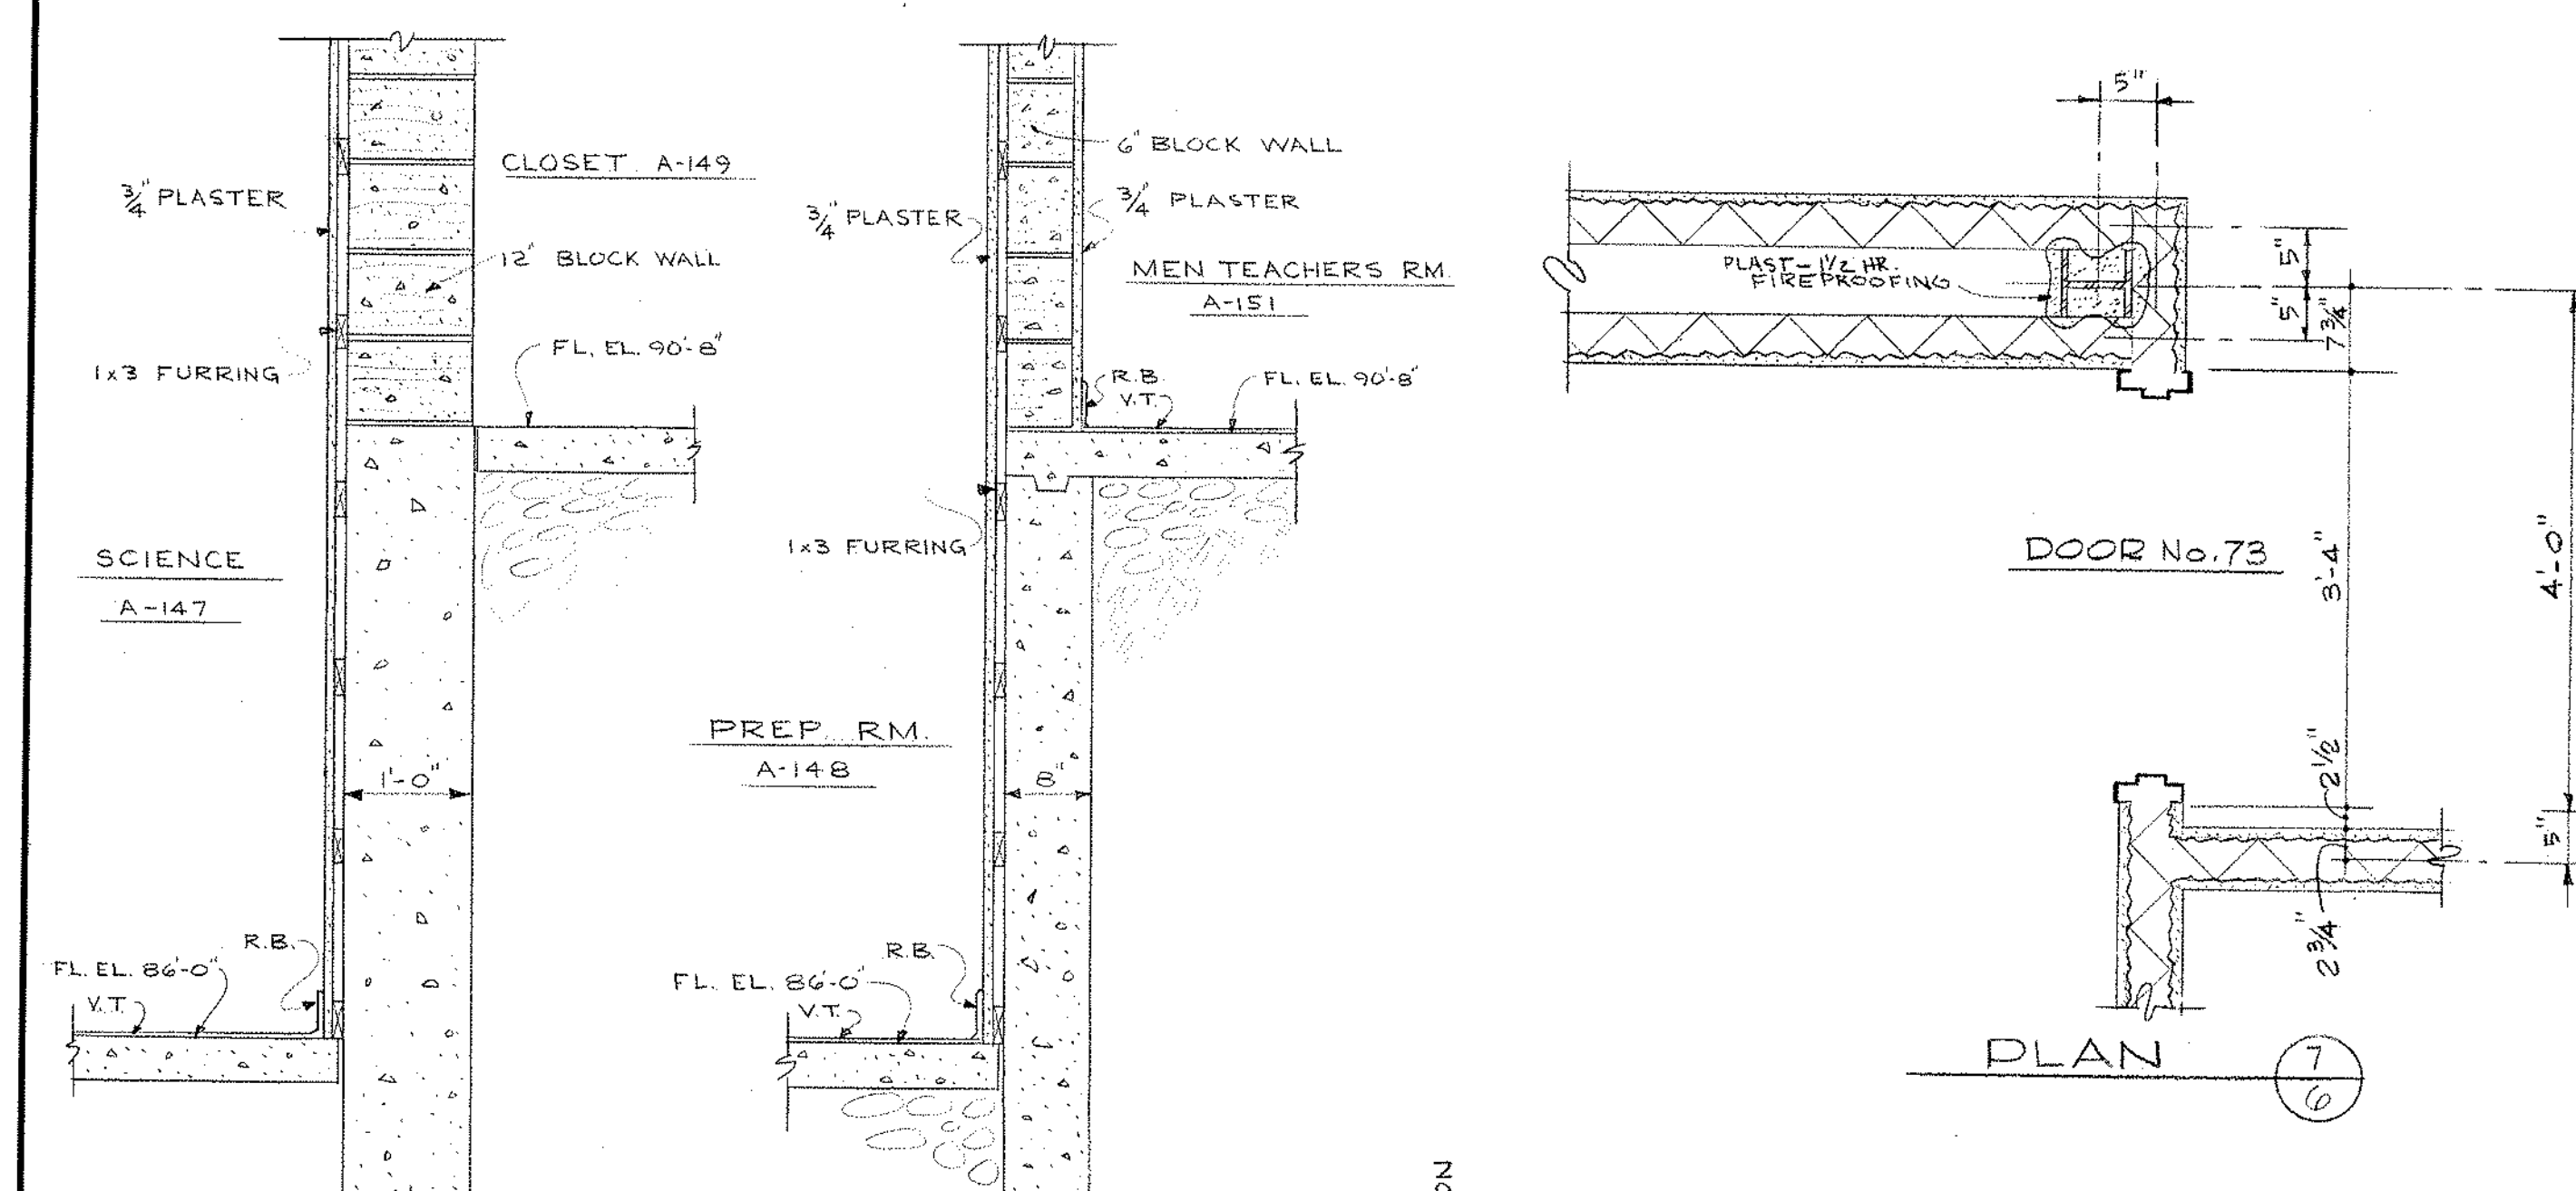 CLOSET A-149
3/4" PLASTER
12" BLOCK WALL
FL. EL. 90'-8"
1x3 FURRING
SCIENCE
A-147
1'-0"
R.B.
FL. EL. 86'-0"
V.T.
6" BLOCK WALL
3/4" PLASTER
3/4" PLASTER
MEN TEACHERS RM.
A-151
R.B.
V.T.
FL. EL. 90'-8"
1x3 FURRING
PREP. RM.
A-148
8"
R.B.
FL. EL. 86'-0"
V.T.
5"
PLAST-1 1/2 HR.
FIREPROOFING
5"
5"
7 3/4"
DOOR No. 73
3'-4"
4'-0"
2 1/2"
5"
2 3/4"
PLAN
7
6